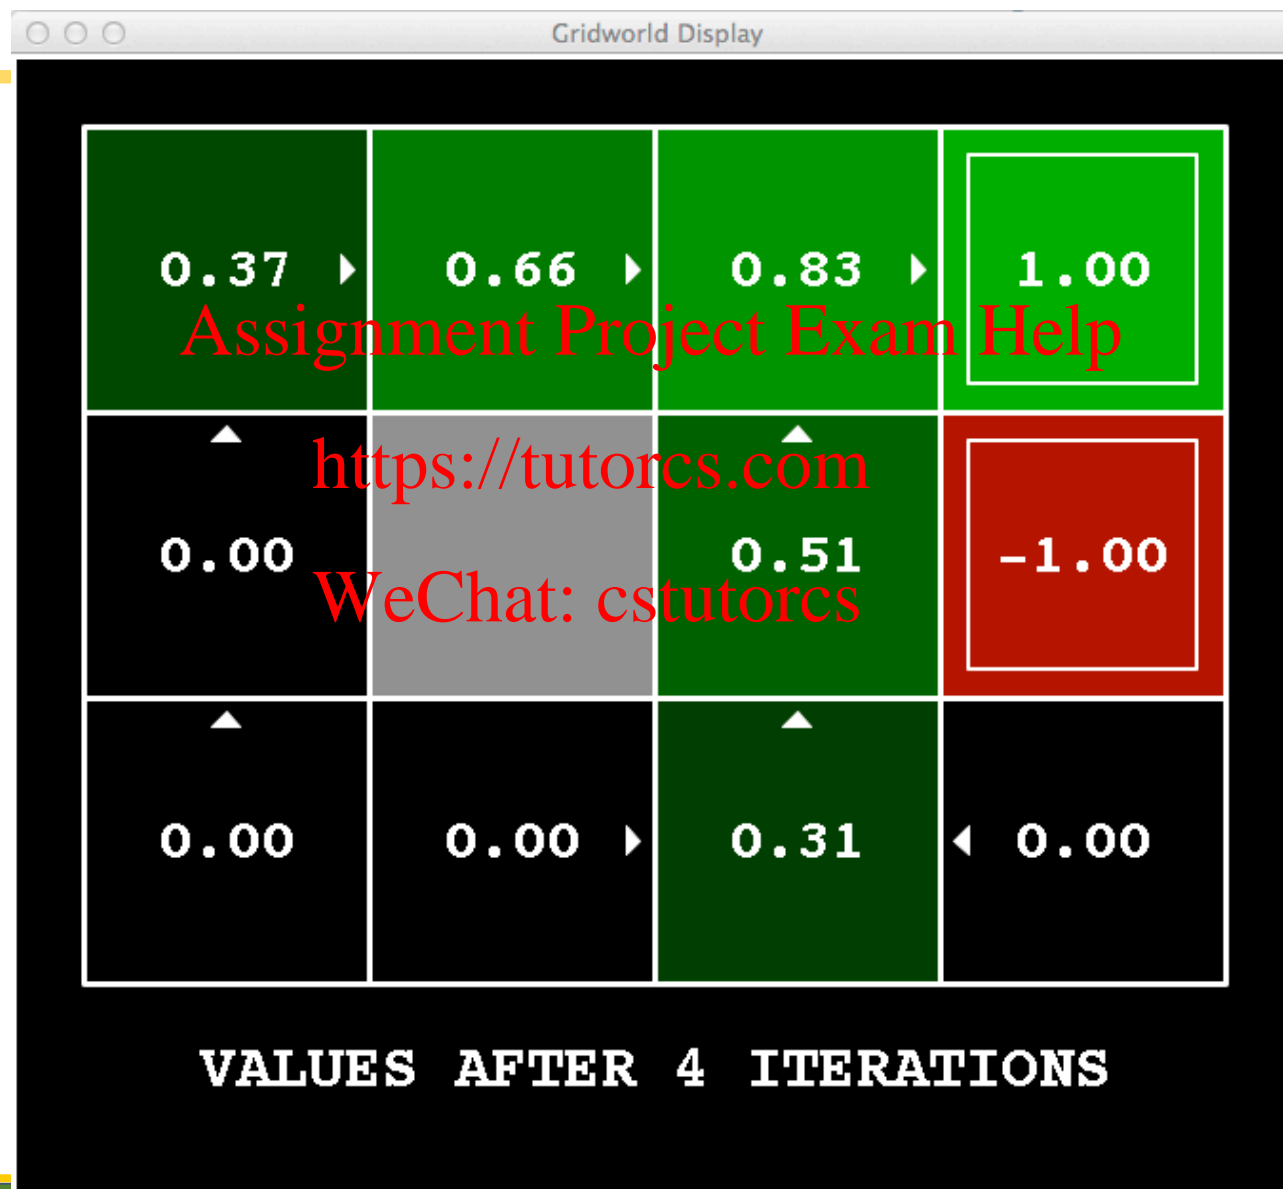 Gridworld Display
0.37 0.66 0.83 1.00
Assignment Project Exam Help
https://tutorcs.com
0.00 0.51 -1.00
WeChat: cstutorcs
0.00 0.00 0.31 0.00
VALUES AFTER 4 ITERATIONS